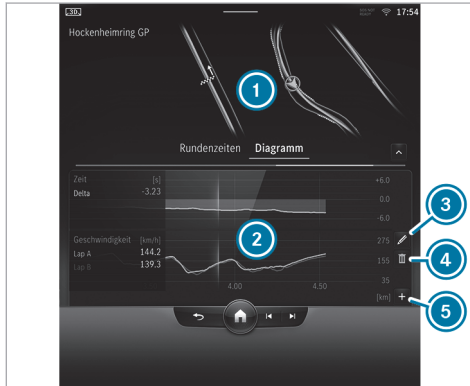 3D
17:54
Hockenheimring GP
1
Rundenzeiten Diagramm
Zeit [s] +6.0
Delta -3.23 0.0
-6.0
3
Geschwindigkeit [km/h] 2 275
Lap A 144.2 155 4
Lap B 139.3
35
4.00 4.50 [km] + 5